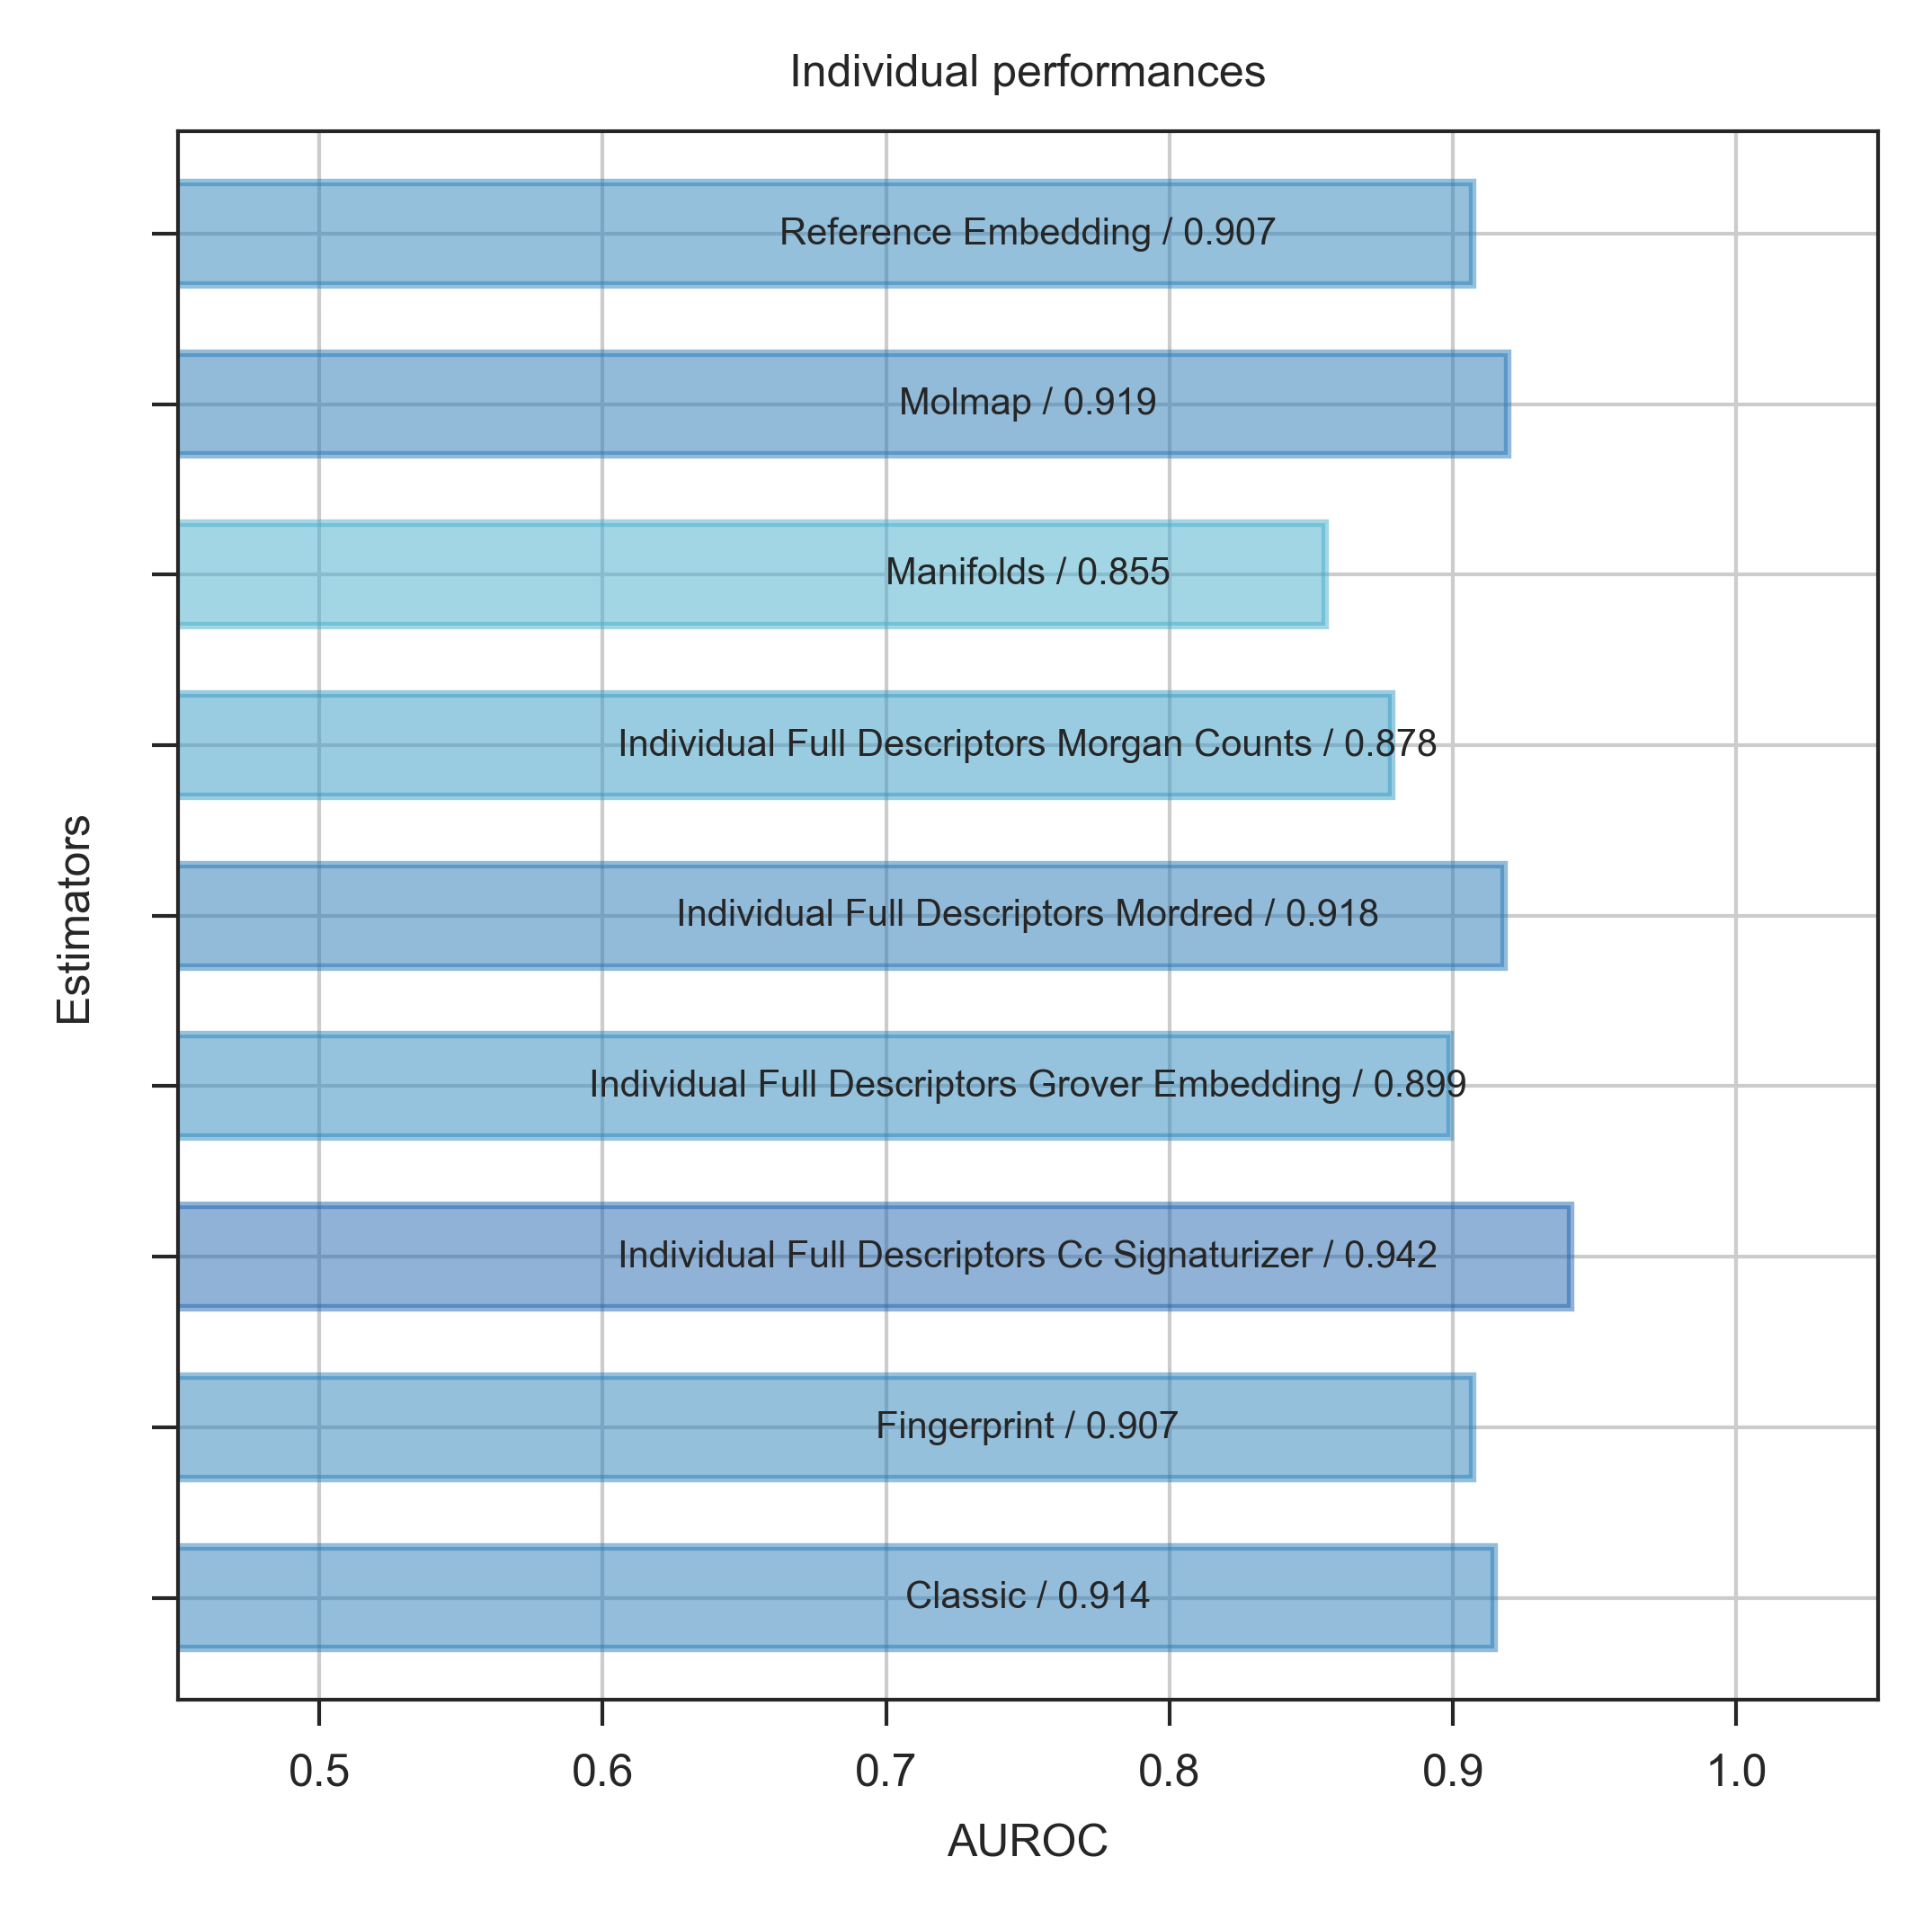 Individual performances
Reference Embedding / 0.907
Molmap / 0.919
Manifolds / 0.855
Individual Full Descriptors Morgan Counts / 0.878
Individual Full Descriptors Mordred / 0.918
Individual Full Descriptors Grover Embedding / 0.899
Individual Full Descriptors Cc Signaturizer / 0.942
Fingerprint / 0.907
Classic / 0.914
Estimators
0.5 0.6 0.7 0.8 0.9 1.0
AUROC